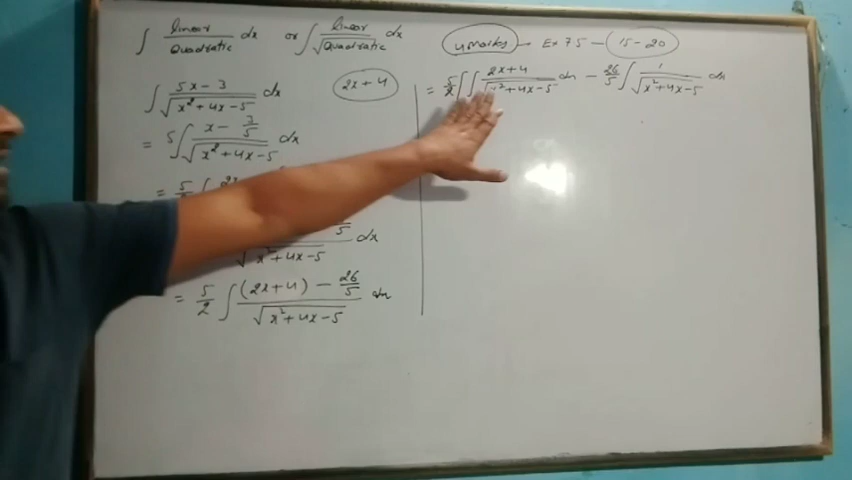 ∫ Linear/Quadratic dx or ∫ Linear/√Quadratic dx
∫ (5x - 3)/√(x² + 4x - 5) dx
2x + 4
= 5 ∫ (x - 3/5)/√(x² + 4x - 5) dx
= 5/2 ∫ 2x
5
√(x² + 4x - 5) dx
= 5/2 ∫ ((2x + 4) - 26/5)/√(x² + 4x - 5) dx
4 marks - Ex 7.5 - 15 - 20
= 5/2 ∫∫ (2x + 4)/√(x² + 4x - 5) dx - 26/5 ∫ 1/√(x² + 4x - 5) dx